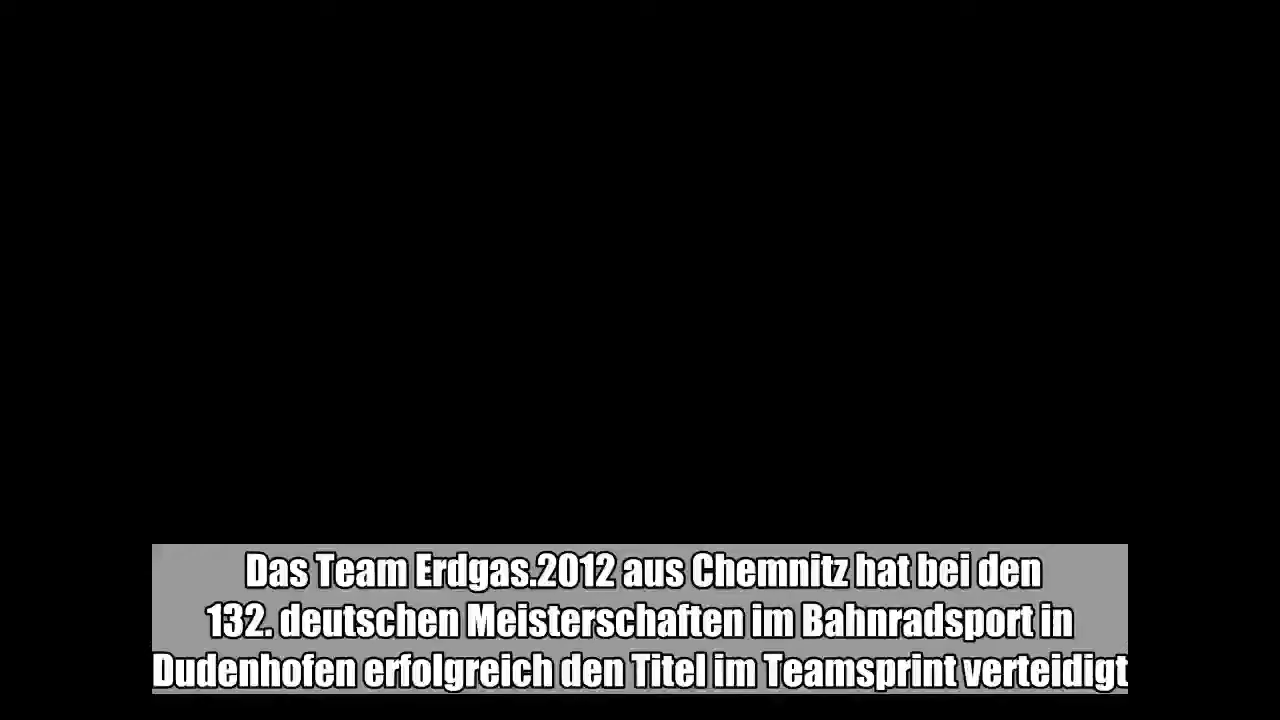 Das Team Erdgas.2012 aus Chemnitz hat bei den
132. deutschen Meisterschaften im Bahnradsport in
Dudenhofen erfolgreich den Titel im Teamsprint verteidigt